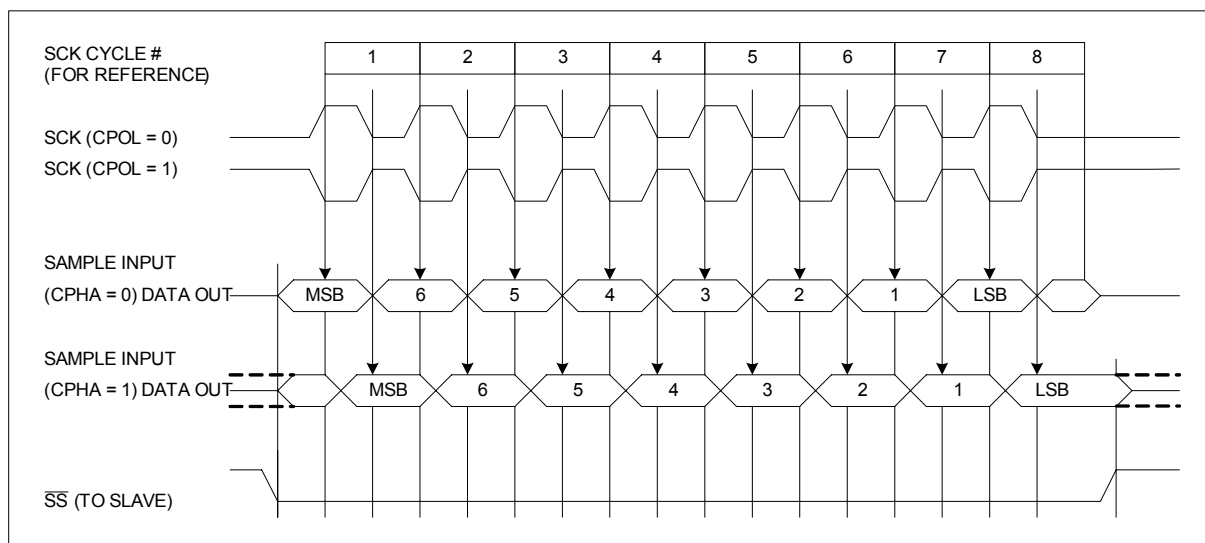 SCK CYCLE #
(FOR REFERENCE)
1 2 3 4 5 6 7 8
SCK (CPOL = 0)
SCK (CPOL = 1)
SAMPLE INPUT
(CPHA = 0) DATA OUT
MSB 6 5 4 3 2 1 LSB
SAMPLE INPUT
(CPHA = 1) DATA OUT
MSB 6 5 4 3 2 1 LSB
S̅S̅ (TO SLAVE)